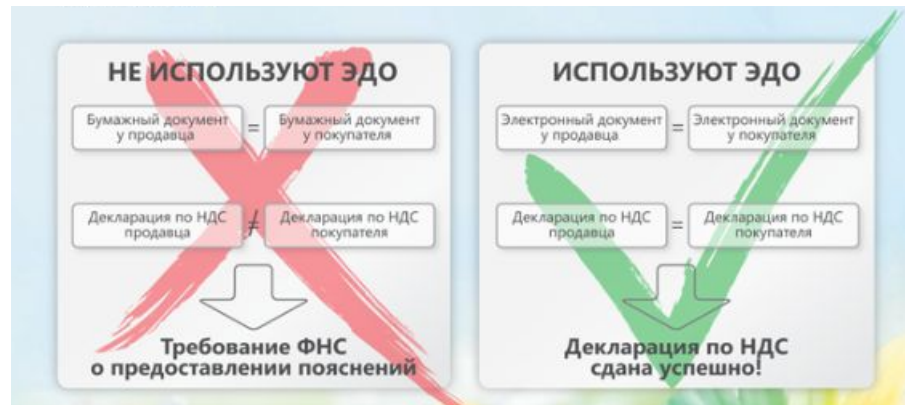 НЕ ИСПОЛЬЗУЮТ ЭДО
Бумажный документ
у продавца
=
Бумажный документ
у покупателя
Декларация по НДС
продавца
≠
Декларация по НДС
покупателя
Требование ФНС
о предоставлении пояснений
ИСПОЛЬЗУЮТ ЭДО
Электронный документ
у продавца
=
Электронный документ
у покупателя
Декларация по НДС
продавца
=
Декларация по НДС
покупателя
Декларация по НДС
сдана успешно!